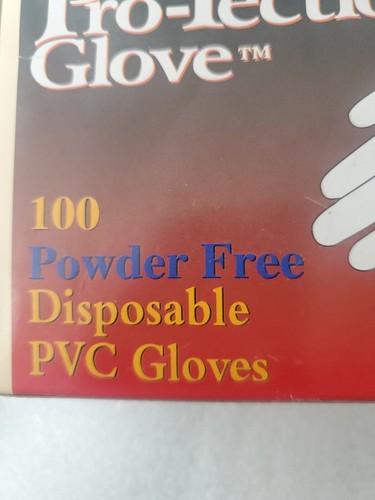 Glove™
100
Powder Free
Disposable
PVC Gloves